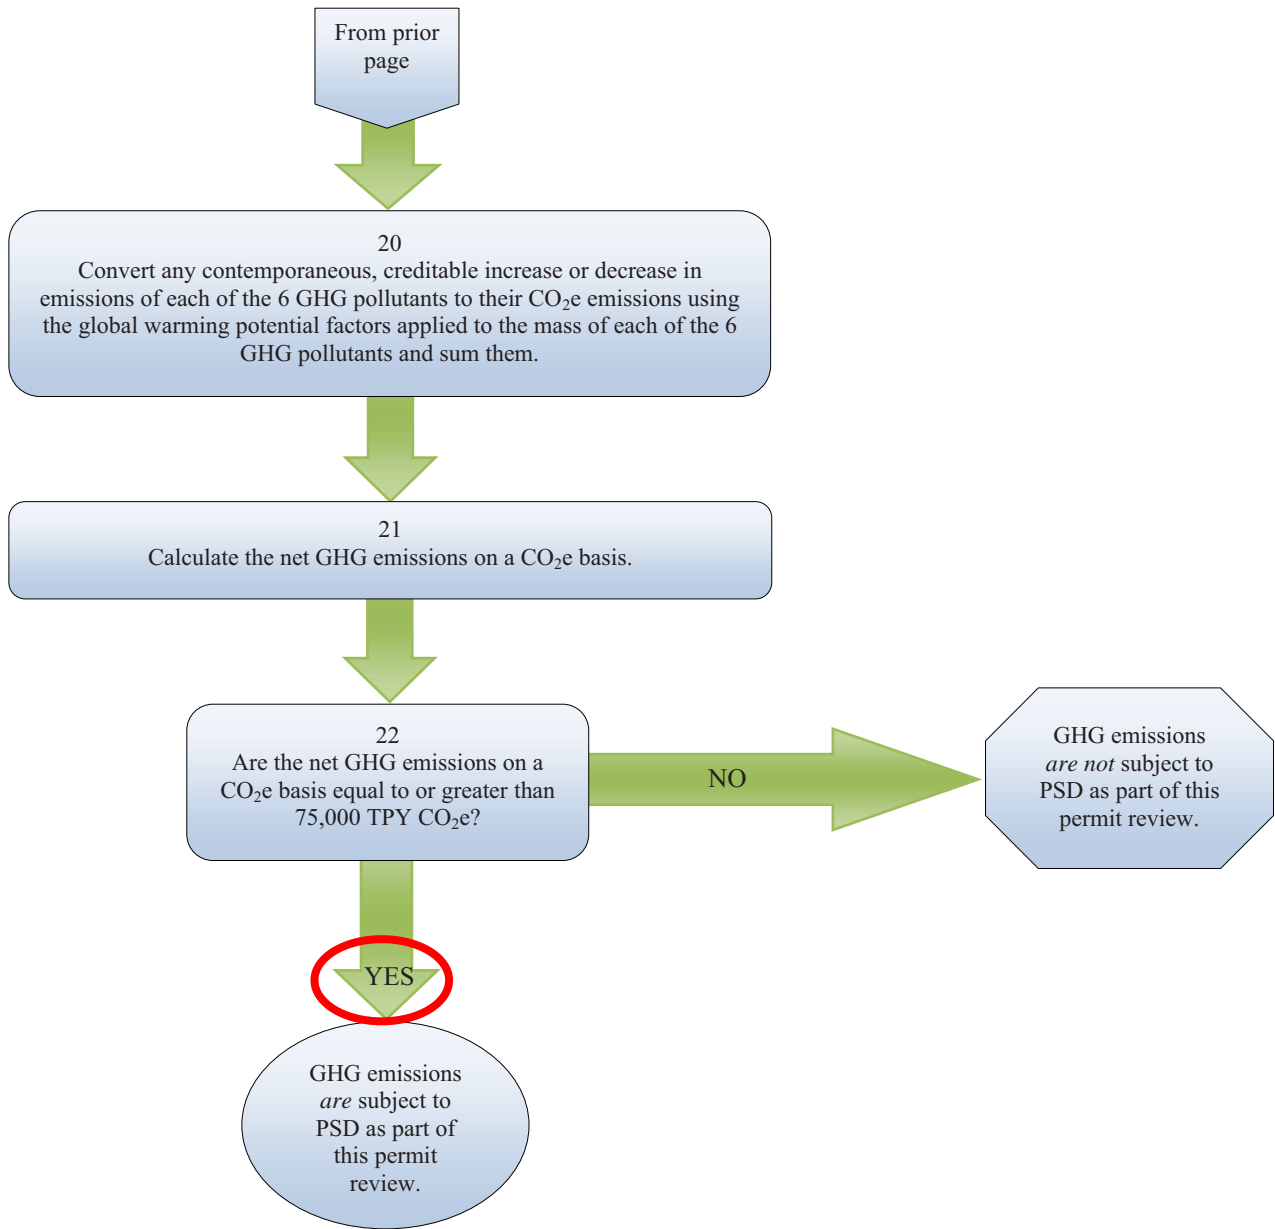 From prior
page
20
Convert any contemporaneous, creditable increase or decrease in
emissions of each of the 6 GHG pollutants to their CO₂e emissions using
the global warming potential factors applied to the mass of each of the 6
GHG pollutants and sum them.
21
Calculate the net GHG emissions on a CO₂e basis.
22
Are the net GHG emissions on a
CO₂e basis equal to or greater than
75,000 TPY CO₂e?
NO
GHG emissions
are not subject to
PSD as part of this
permit review.
YES
GHG emissions
are subject to
PSD as part of
this permit
review.